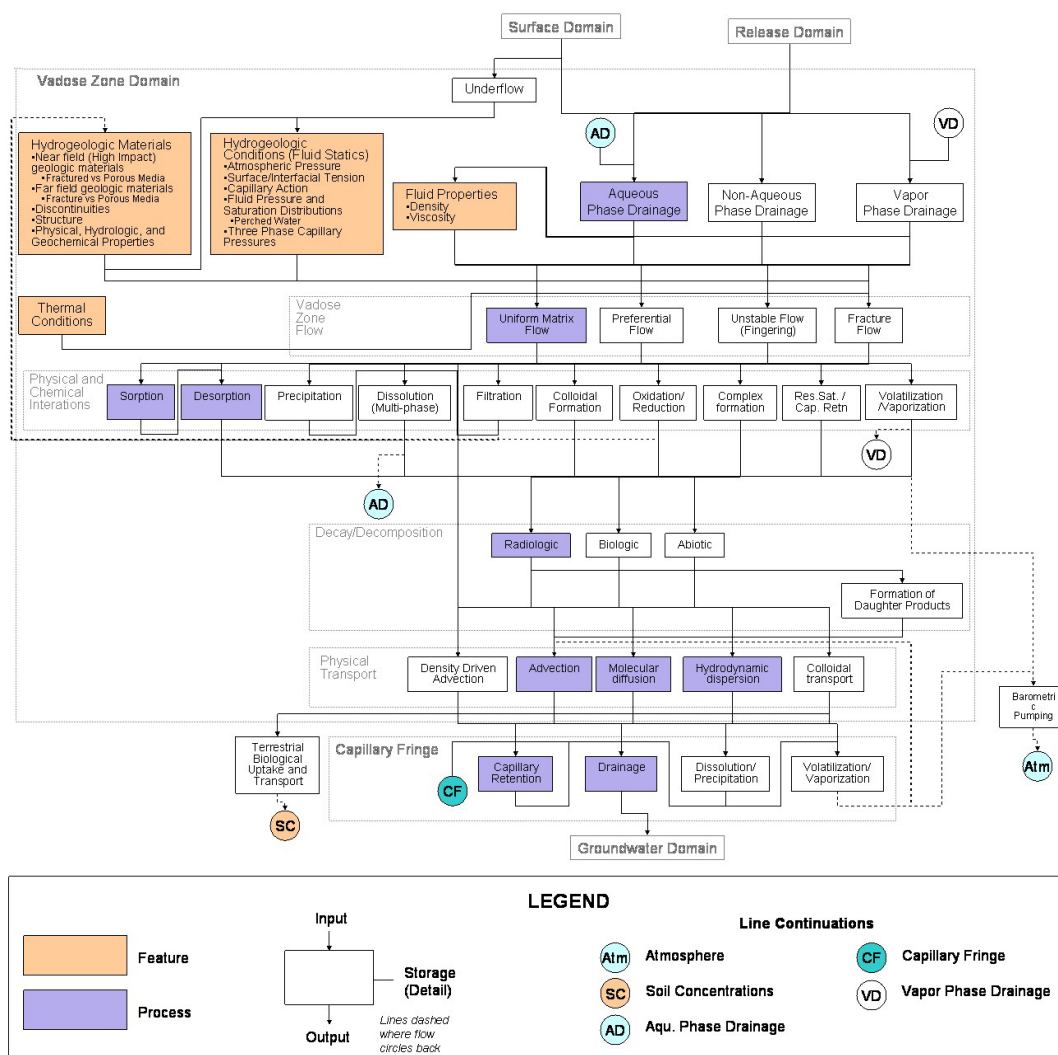 Surface Domain
Release Domain
Vadose Zone Domain
Underflow
AD
VD
Hydrogeologic Materials
•Near field (High Impact)
geologic materials
•Fractured vs Porous Media
•Far field geologic materials
•Fracture vs Porous Media
•Discontinuities
•Structure
•Physical, Hydrologic, and
Geochemical Properties
Hydrogeologic
Conditions (Fluid Statics)
•Atmospheric Pressure
•Surface/Interfacial Tension
•Capillary Action
•Fluid Pressure and
Saturation Distributions
•Perched Water
•Three Phase Capillary
Pressures
Fluid Properties
•Density
•Viscosity
Aqueous
Phase Drainage
Non-Aqueous
Phase Drainage
Vapor
Phase Drainage
Thermal
Conditions
Vadose
Zone
Flow
Uniform Matrix
Flow
Preferential
Flow
Unstable Flow
(Fingering)
Fracture
Flow
Physical and
Chemical
Interations
Sorption
Desorption
Precipitation
Dissolution
(Multi-phase)
Filtration
Colloidal
Formation
Oxidation/
Reduction
Complex
formation
Res.Sat. /
Cap. Retn
Volatilization
/Vaporization
VD
AD
Decay/Decomposition
Radiologic
Biologic
Abiotic
Formation of
Daughter Products
Physical
Transport
Density Driven
Advection
Advection
Molecular
diffusion
Hydrodynamic
dispersion
Colloidal
transport
Barometri
c
Pumping
Terrestrial
Biological
Uptake and
Transport
Capillary Fringe
CF
Capillary
Retention
Drainage
Dissolution/
Precipitation
Volatilization/
Vaporization
Atm
SC
Groundwater Domain
LEGEND
Feature
Process
Input
Storage
(Detail)
Output
Lines dashed
where flow
circles back
Line Continuations
Atm Atmosphere
SC Soil Concentrations
AD Aqu. Phase Drainage
CF Capillary Fringe
VD Vapor Phase Drainage